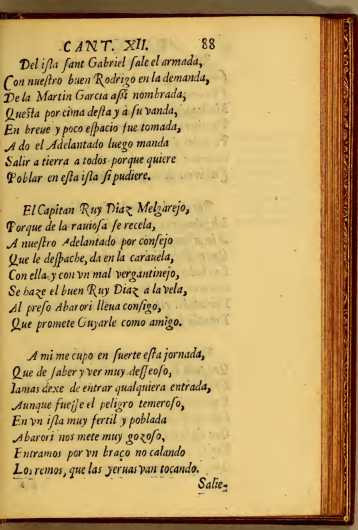 CANT. XII. 88
Del iſla ſant Gabriel ſale el armada,
Con nueſtro buen Rodrigo en la demanda,
De la Martin Garcia aſsi nombrada,
Queſta por cima deſta y à ſu vanda,
En breue y poco eſpacio fue tomada,
A do el Adelantado luego manda
Salir a tierra a todos porque quiere
Poblar en eſta iſla ſi pudiere.
El Capitan Ruy Diaz Melgarejo,
Porque de la rauioſa ſe recela,
A nueſtro Adelantado por conſejo
Que le deſpache, da en la carauela,
Con ella y con vn mal vergantinejo,
Se haze el buen Ruy Diaz a la vela,
Al preſo Abarori lleua conſigo,
Que promete Guyarle como amigo.
A mi me cupo en ſuerte eſta jornada,
Que de ſaber y ver muy deſſeoſo,
Iamas dexe de entrar qualquiera entrada,
Aunque fueſſe el peligro temeroſo,
En vn iſla muy fertil y poblada
Abarori nos mete muy gozoſo,
Entramos por vn braço no calando
Los remos, que las yeruas van tocando.
Salie-